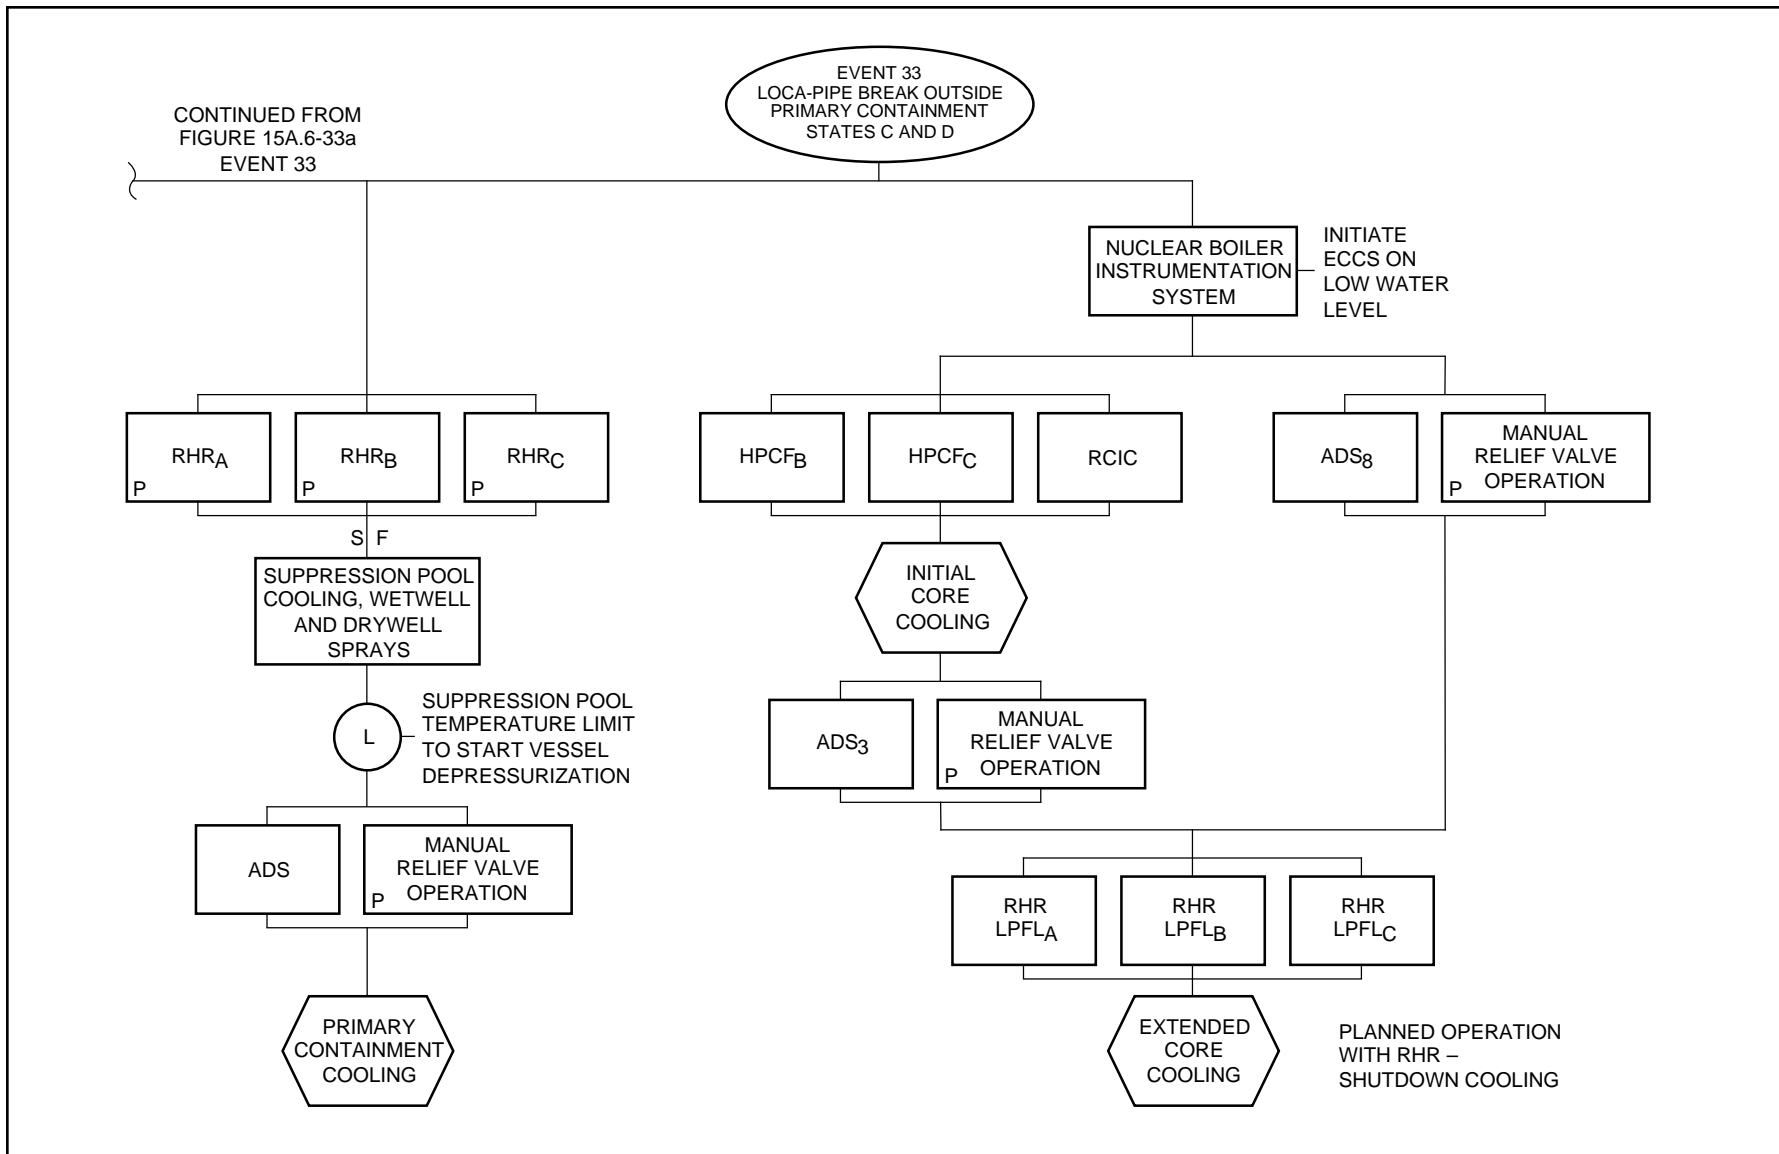 EVENT 33
LOCA-PIPE BREAK OUTSIDE
PRIMARY CONTAINMENT
STATES C AND D
CONTINUED FROM
FIGURE 15A.6-33a
EVENT 33
NUCLEAR BOILER
INSTRUMENTATION
SYSTEM
INITIATE
ECCS ON
LOW WATER
LEVEL
RHRA
P
RHRB
P
RHRC
P
HPCFB
HPCFC
RCIC
ADS8
MANUAL
RELIEF VALVE
OPERATION
P
S F
SUPPRESSION POOL
COOLING, WETWELL
AND DRYWELL
SPRAYS
INITIAL
CORE
COOLING
L
SUPPRESSION POOL
TEMPERATURE LIMIT
TO START VESSEL
DEPRESSURIZATION
ADS3
MANUAL
RELIEF VALVE
OPERATION
P
ADS
MANUAL
RELIEF VALVE
OPERATION
P
RHR
LPFLA
RHR
LPFLB
RHR
LPFLC
PRIMARY
CONTAINMENT
COOLING
EXTENDED
CORE
COOLING
PLANNED OPERATION
WITH RHR –
SHUTDOWN COOLING